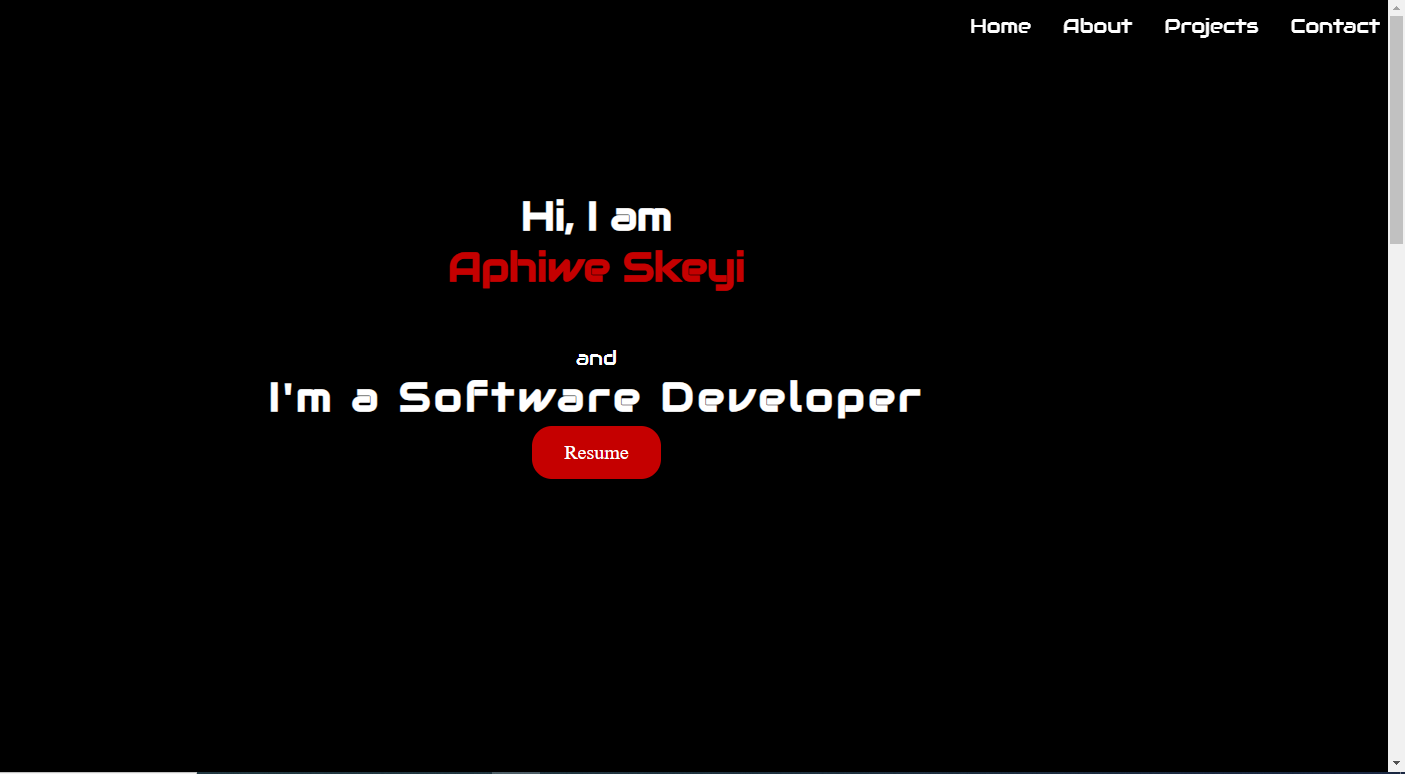 Home About Projects Contact
Hi, I am
Aphiwe Skeyi
and
I'm a Software Developer
Resume